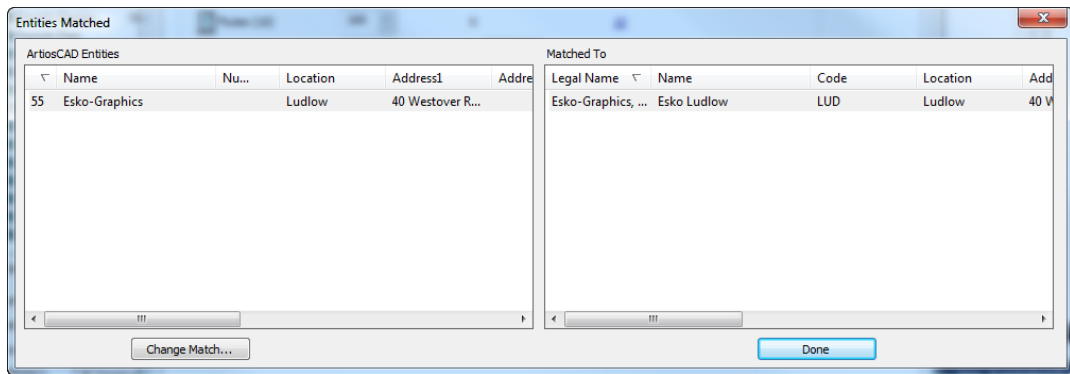 Entities Matched
ArtiosCAD Entities
Name Nu... Location Address1 Addre
55 Esko-Graphics Ludlow 40 Westover R...
Change Match...
Matched To
Legal Name Name Code Location Add
Esko-Graphics, ... Esko Ludlow LUD Ludlow 40 W
Done